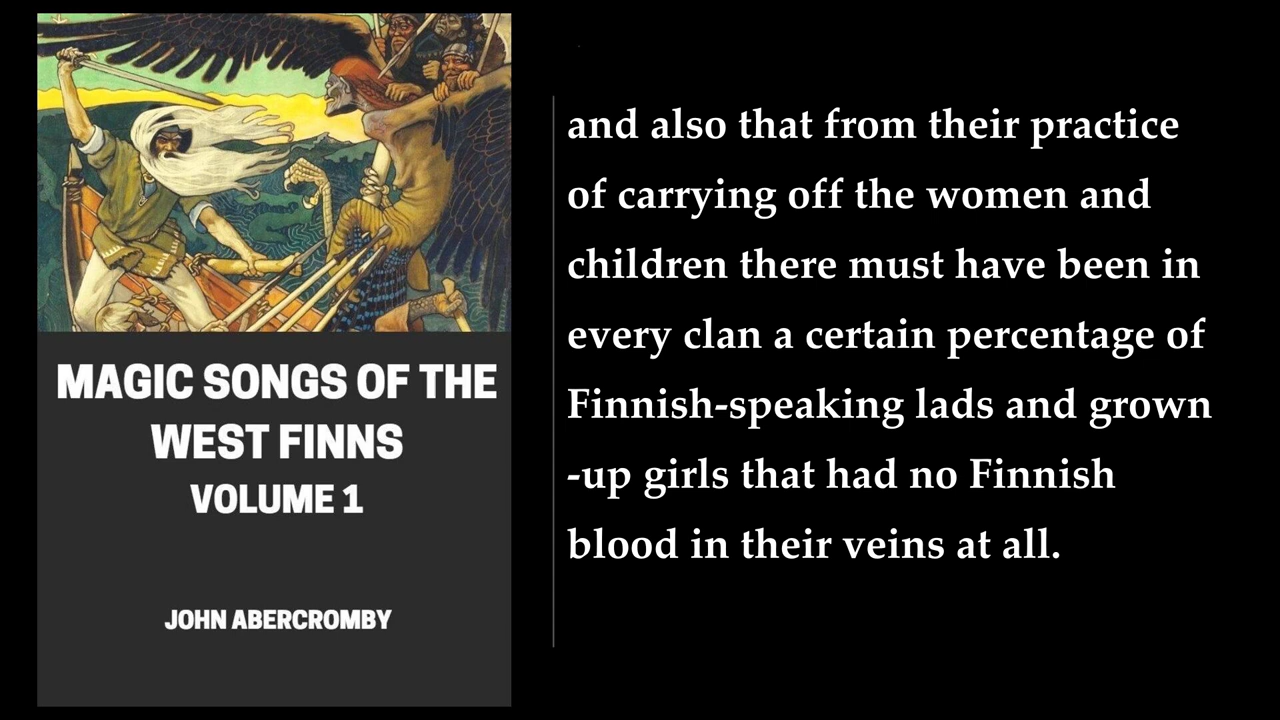 MAGIC SONGS OF THE
WEST FINNS
VOLUME 1
JOHN ABERCROMBY
and also that from their practice
of carrying off the women and
children there must have been in
every clan a certain percentage of
Finnish-speaking lads and grown
-up girls that had no Finnish
blood in their veins at all.